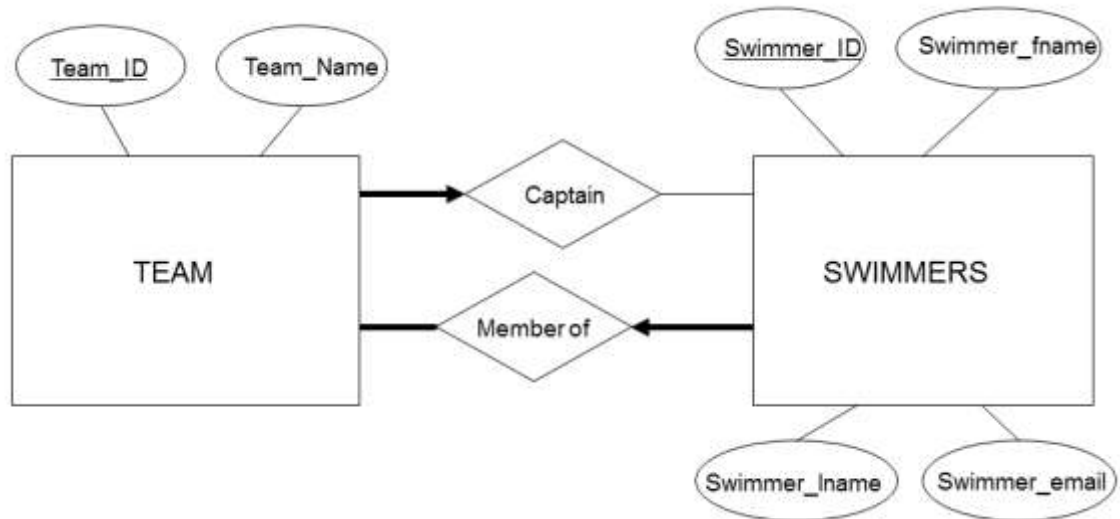 Team_ID
Team_Name
Swimmer_ID
Swimmer_fname
Captain
TEAM
SWIMMERS
Member of
Swimmer_lname
Swimmer_email